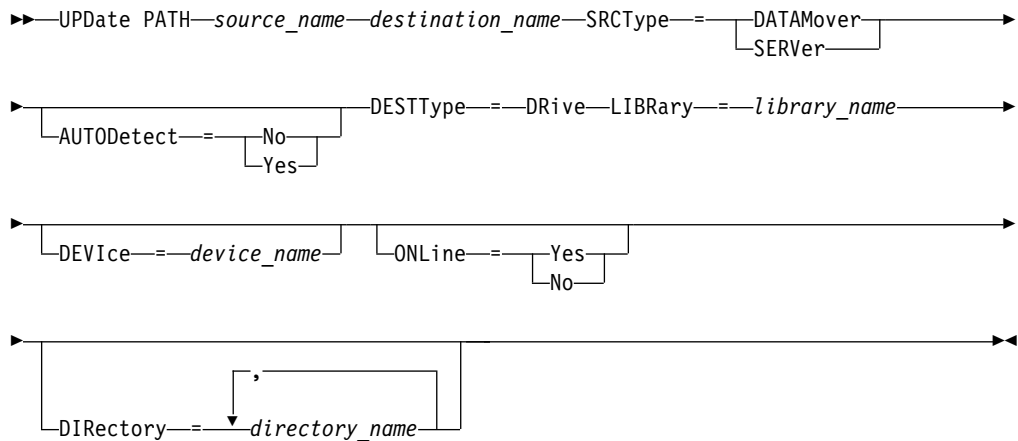 UPDate PATH source_name destination_name SRCType = DATAMover
SERVer
AUTODetect = No
Yes
DESTType = DRive LIBRary = library_name
DEVIce = device_name
ONLine = Yes
No
,
DIRectory = directory_name